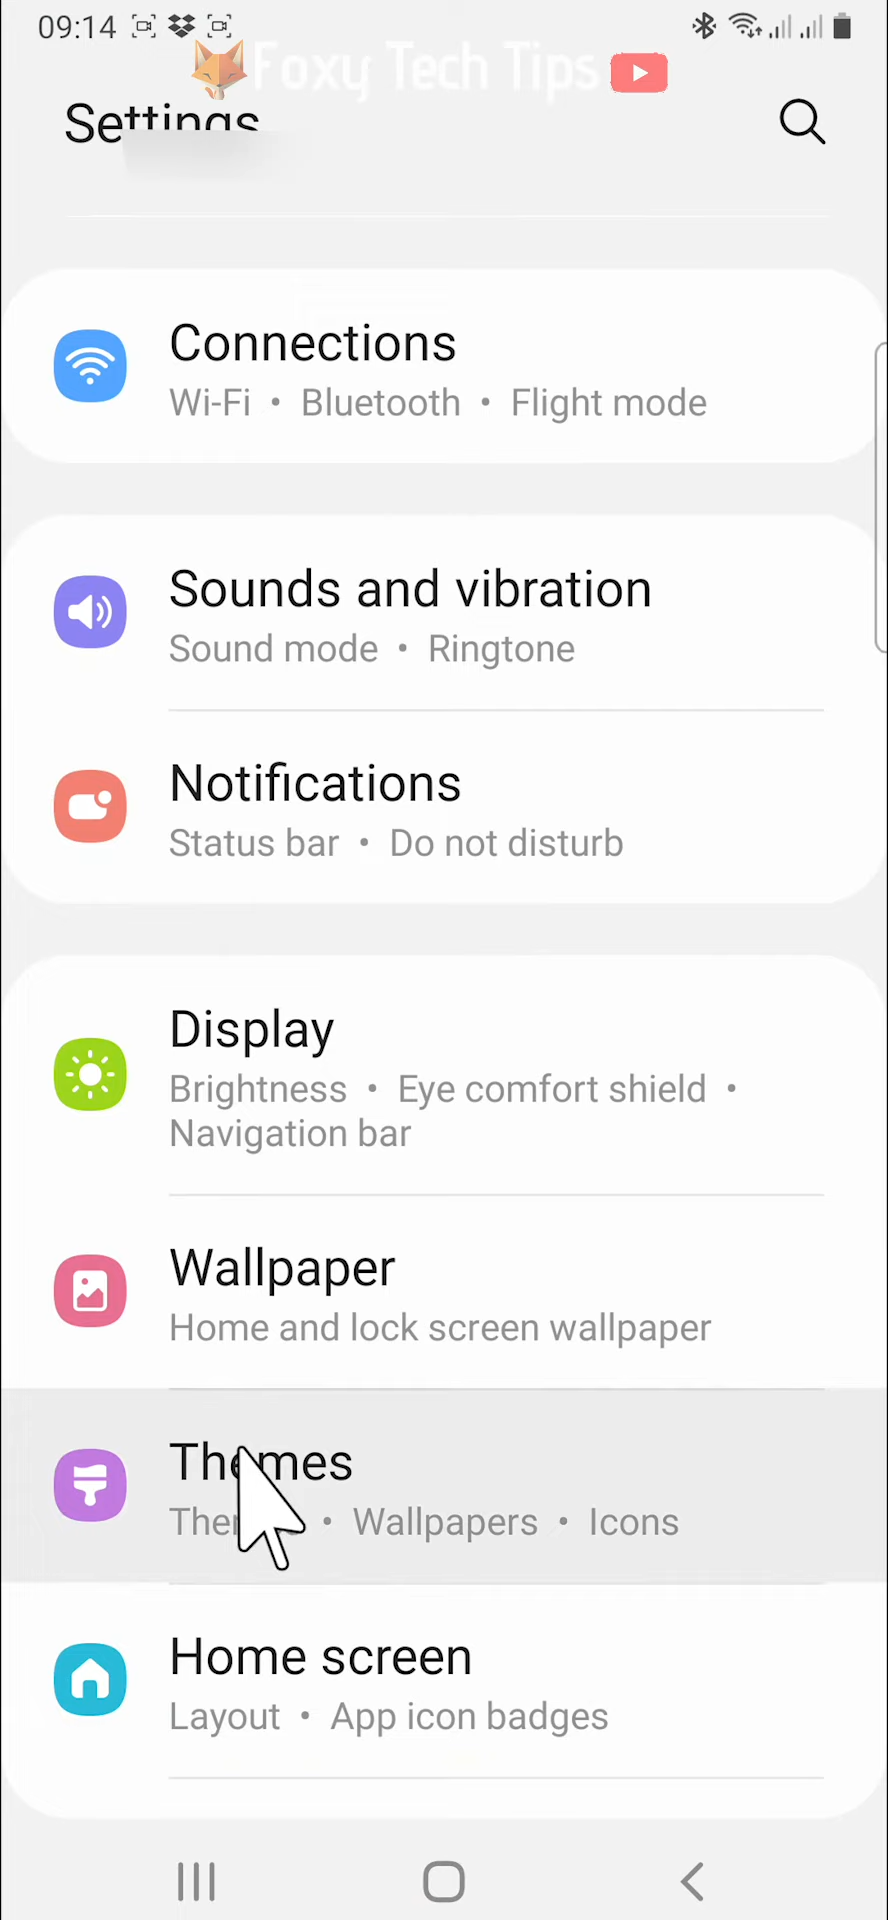 09:14
Foxy Tech Tips
Settings
Connections
Wi-Fi • Bluetooth • Flight mode
Sounds and vibration
Sound mode • Ringtone
Notifications
Status bar • Do not disturb
Display
Brightness • Eye comfort shield •
Navigation bar
Wallpaper
Home and lock screen wallpaper
Themes
• Wallpapers • Icons
Home screen
Layout • App icon badges